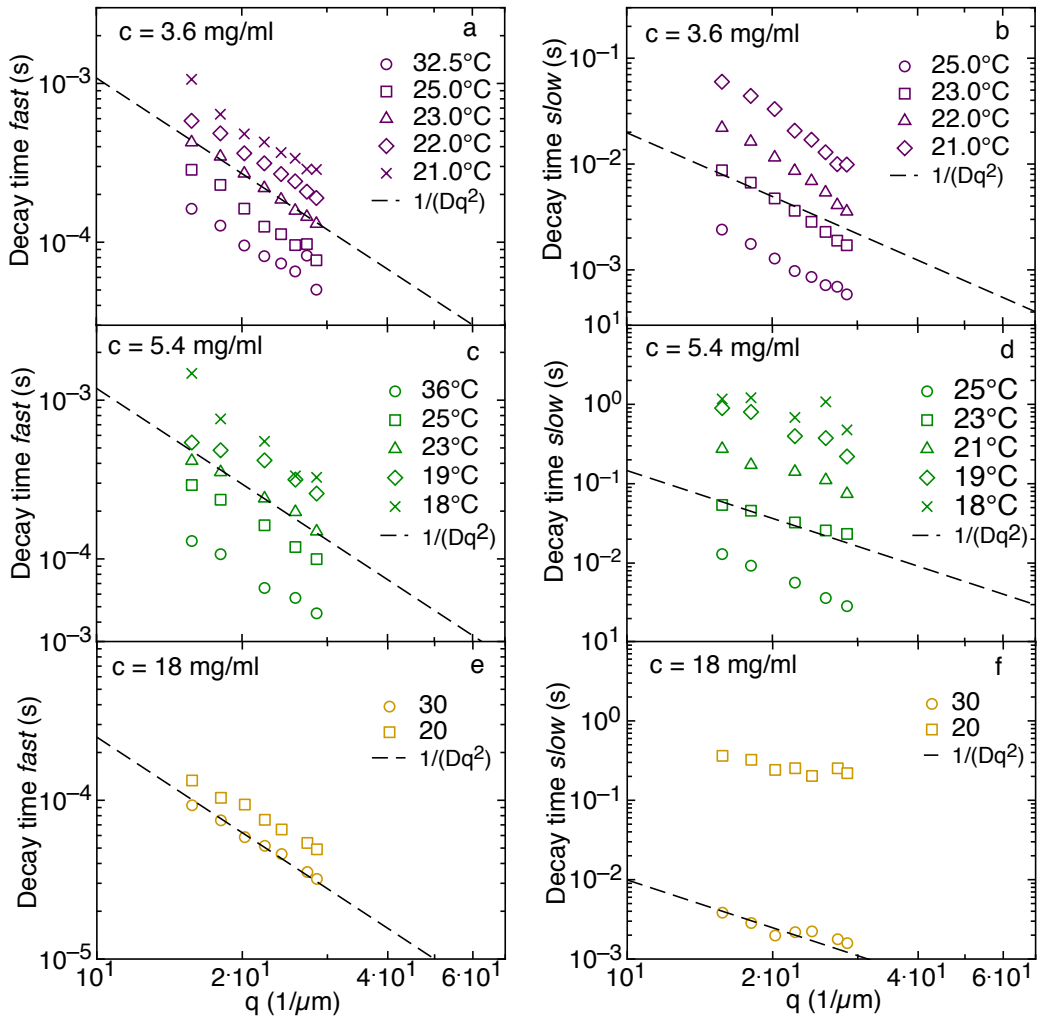 c = 3.6 mg/ml
a
32.5°C
25.0°C
23.0°C
22.0°C
21.0°C
1/(Dq²)
10⁻³
10⁻⁴
Decay time fast (s)
c = 3.6 mg/ml
b
25.0°C
23.0°C
22.0°C
21.0°C
1/(Dq²)
10⁻¹
10⁻²
10⁻³
10¹
Decay time slow (s)
c = 5.4 mg/ml
c
36°C
25°C
23°C
19°C
18°C
1/(Dq²)
10⁻³
10⁻⁴
10⁻³
Decay time fast (s)
c = 5.4 mg/ml
d
25°C
23°C
21°C
19°C
18°C
1/(Dq²)
10⁰
10⁻¹
10⁻²
10¹
Decay time slow (s)
c = 18 mg/ml
e
30
20
1/(Dq²)
10⁻⁴
10⁻⁵
Decay time fast (s)
10¹
2·10¹
6·10¹
q (1/µm)
c = 18 mg/ml
f
30
20
1/(Dq²)
10⁰
10⁻¹
10⁻²
10⁻³
Decay time slow (s)
10¹
2·10¹
6·10¹
q (1/µm)